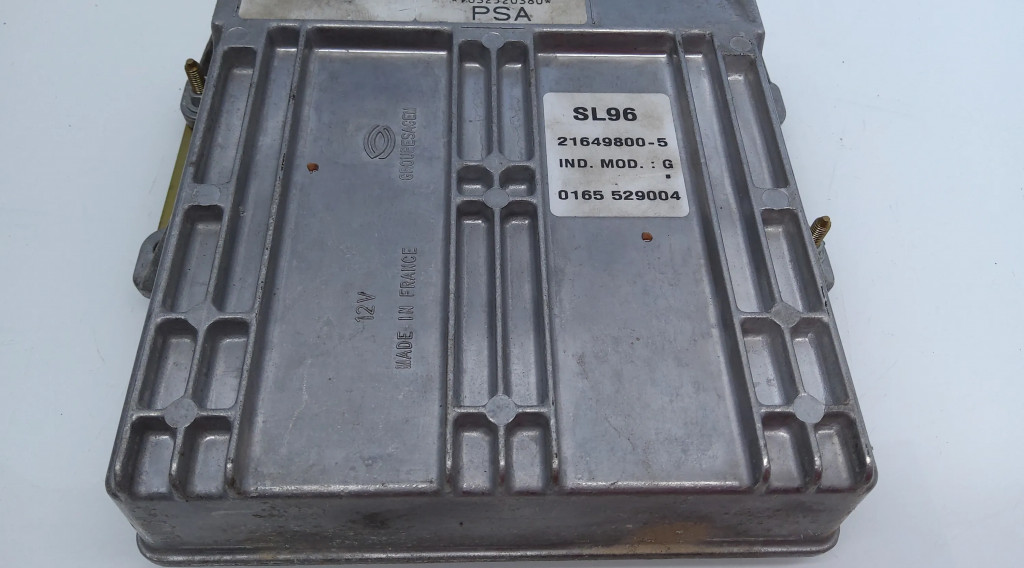 PSA
SL96
21649800-5
IND. MOD. : G
0165 529004
GROUPESAGEM
12V
MADE IN FRANCE